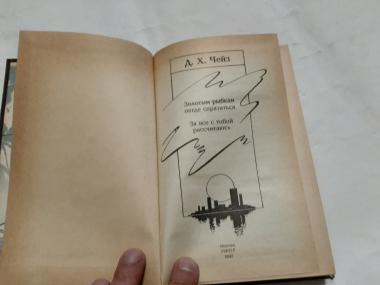 Д. Х. Чейз
Золотым рыбкам
негде спрятаться
За все с тобой
рассчитаюсь